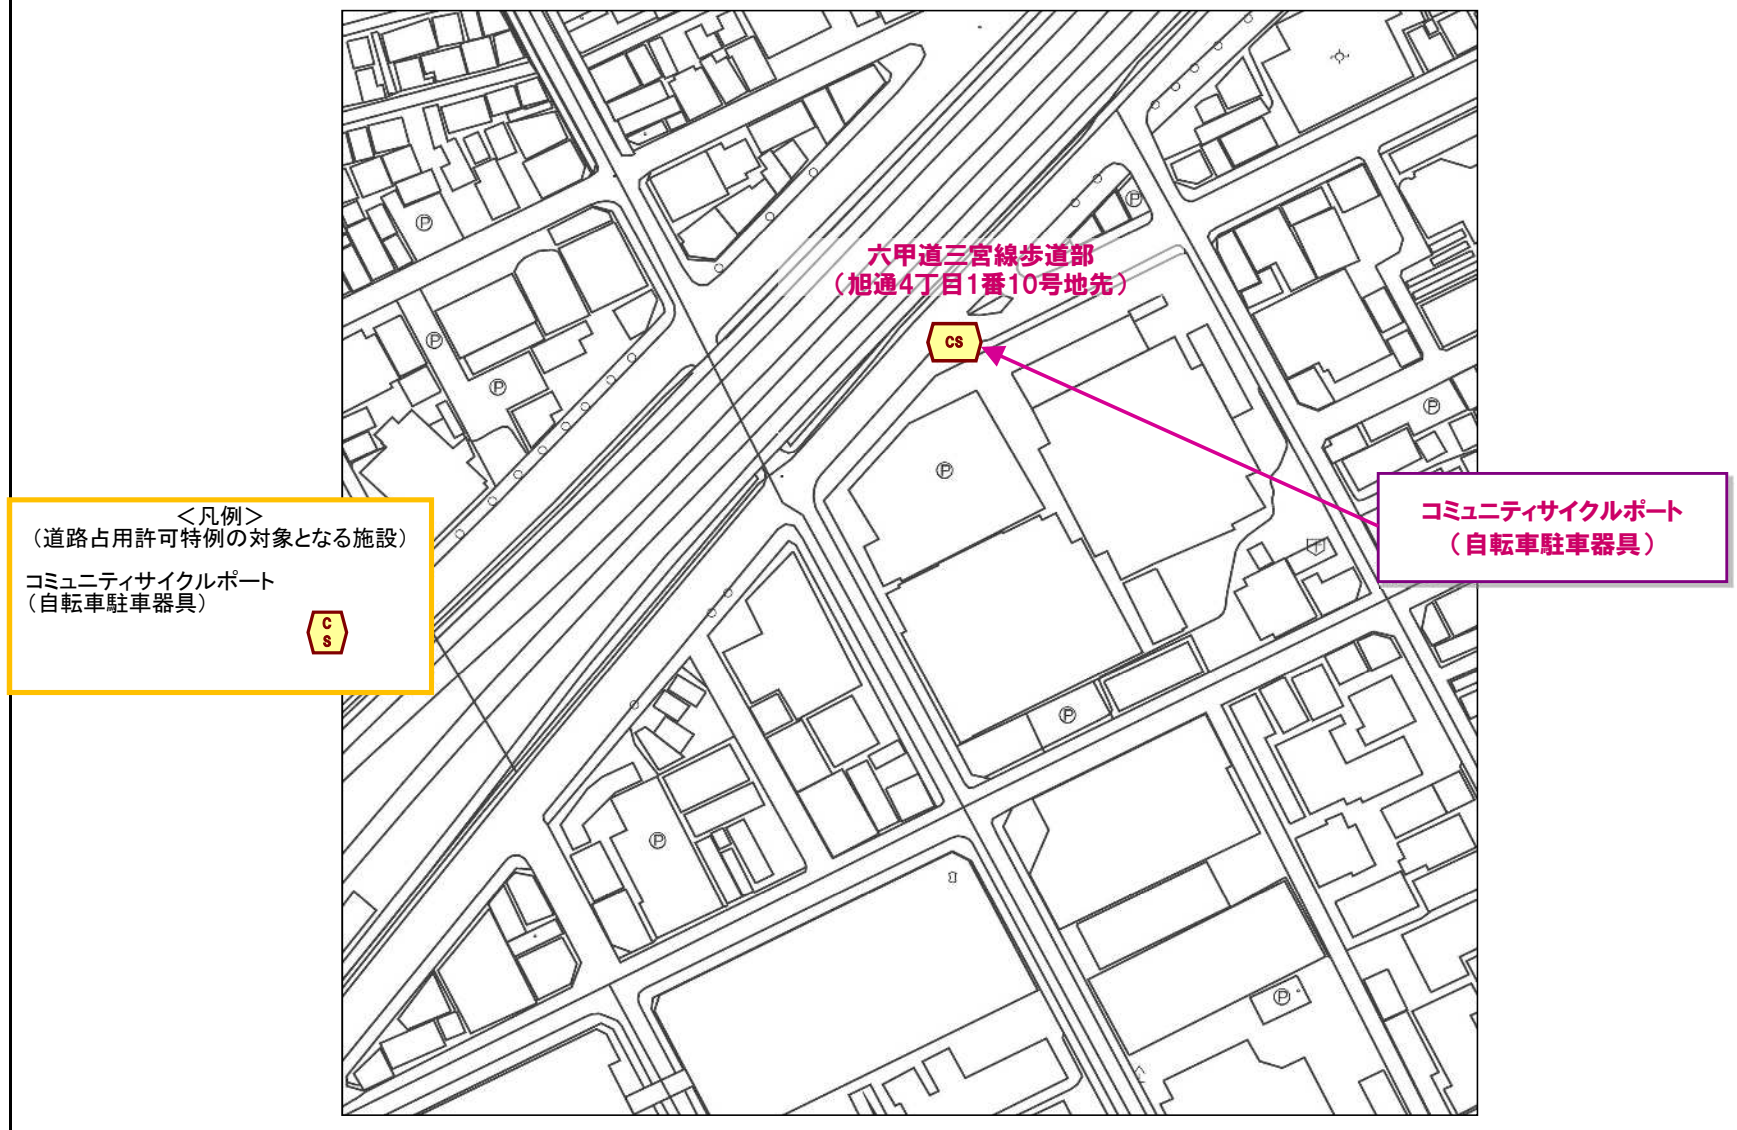 六甲道三宮線歩道部
（旭通4丁目1番10号地先）
CS
コミュニティサイクルポート
（自転車駐車器具）
＜凡例＞
（道路占用許可特例の対象となる施設）
コミュニティサイクルポート
（自転車駐車器具）
C
S
P
P
P
P
P
P
P
P
P